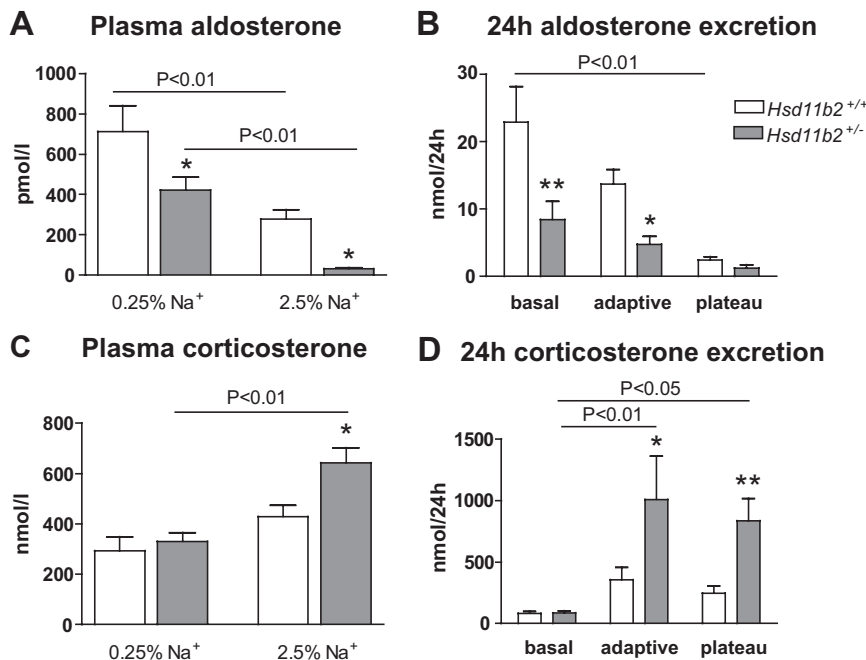 A Plasma aldosterone
1000
800
600
400
200
0
pmol/l
P<0.01
P<0.01
*
*
0.25% Na⁺ 2.5% Na⁺
B 24h aldosterone excretion
30
20
10
0
nmol/24h
P<0.01
Hsd11b2⁺/⁺
Hsd11b2⁺/⁻
**
*
basal adaptive plateau
C Plasma corticosterone
800
600
400
200
0
nmol/l
P<0.01
*
0.25% Na⁺ 2.5% Na⁺
D 24h corticosterone excretion
1500
1000
500
0
nmol/24h
P<0.05
P<0.01
*
**
basal adaptive plateau